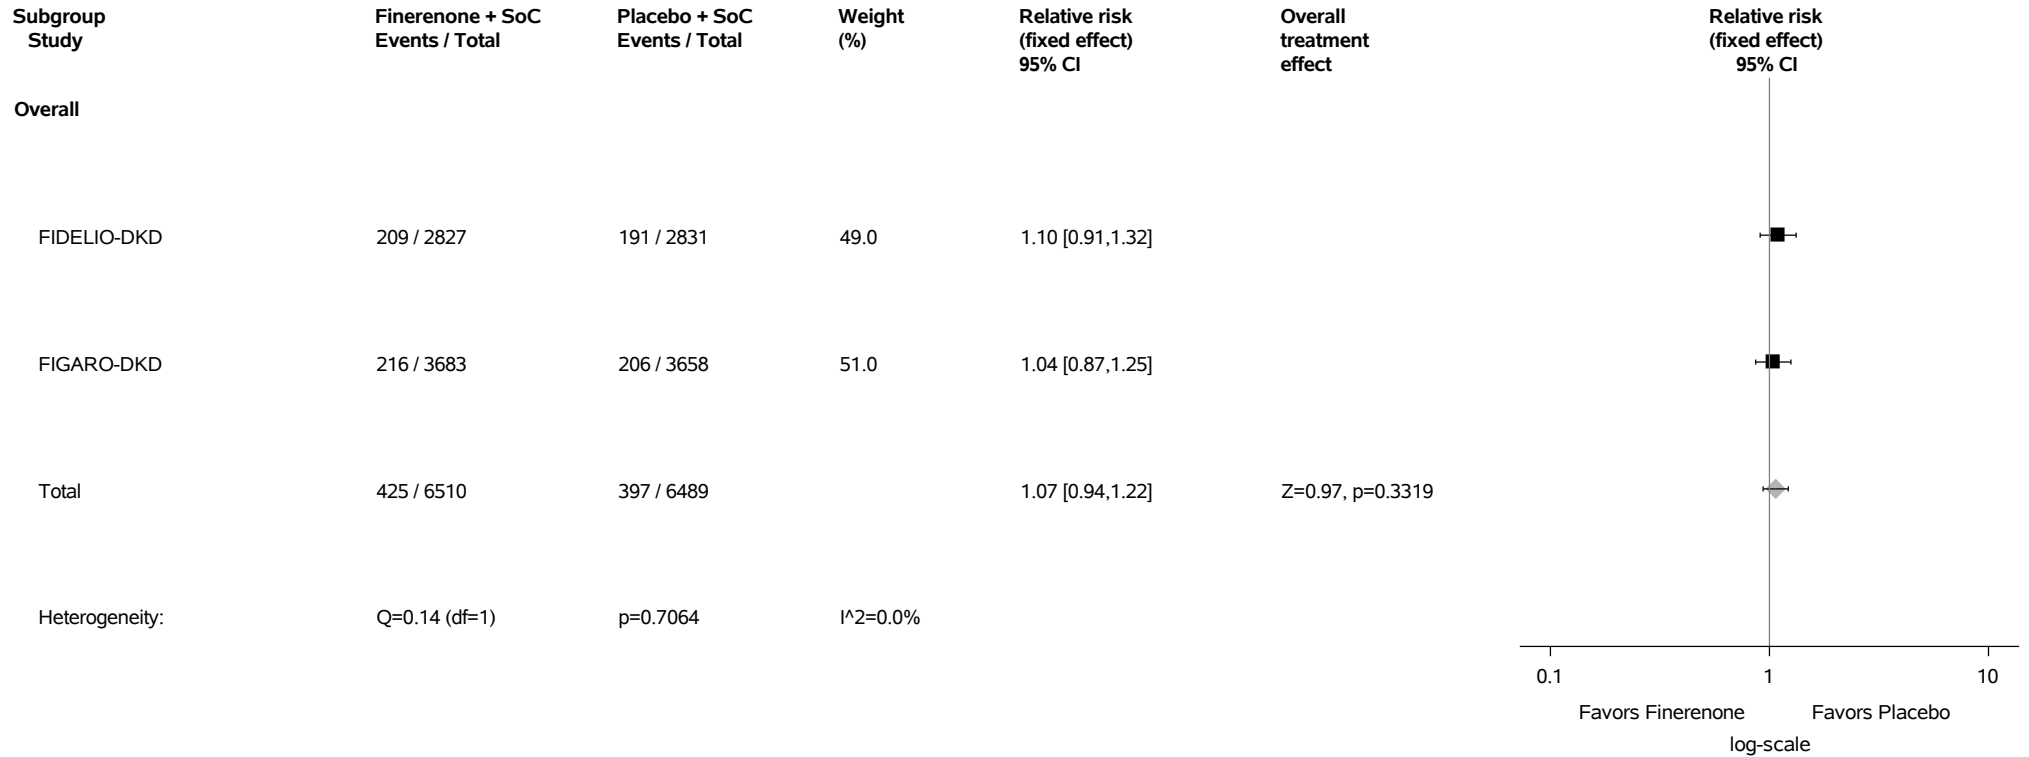 Subgroup Finerenone + SoC Placebo + SoC Weight Relative risk Overall Relative risk
Study Events / Total Events / Total (%) (fixed effect) treatment (fixed effect)
95% CI effect 95% CI
Overall
FIDELIO-DKD 209 / 2827 191 / 2831 49.0 1.10 [0.91,1.32]
FIGARO-DKD 216 / 3683 206 / 3658 51.0 1.04 [0.87,1.25]
Total 425 / 6510 397 / 6489 1.07 [0.94,1.22] Z=0.97, p=0.3319
Heterogeneity: Q=0.14 (df=1) p=0.7064 I^2=0.0%
0.1 1 10
Favors Finerenone Favors Placebo
log-scale